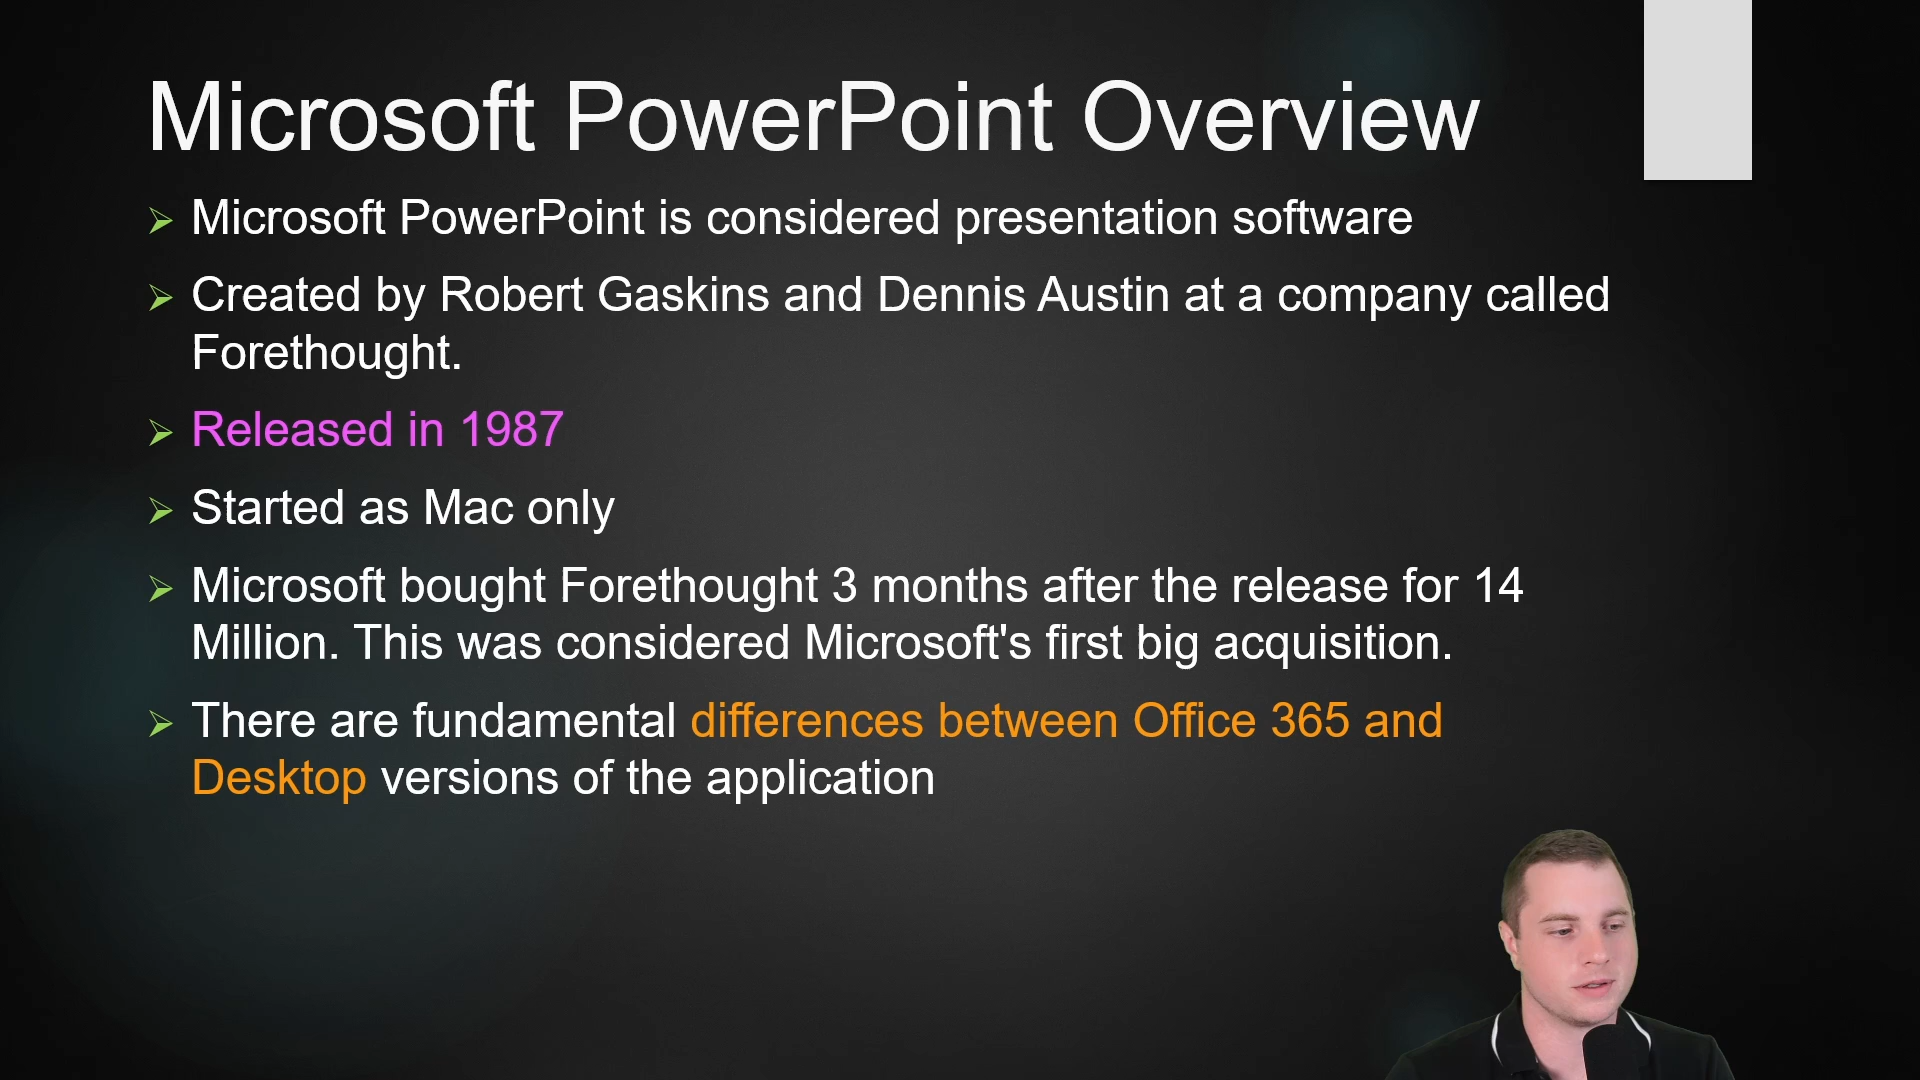 Microsoft PowerPoint Overview
Microsoft PowerPoint is considered presentation software
Created by Robert Gaskins and Dennis Austin at a company called
Forethought.
Released in 1987
Started as Mac only
Microsoft bought Forethought 3 months after the release for 14
Million. This was considered Microsoft's first big acquisition.
There are fundamental differences between Office 365 and
Desktop versions of the application